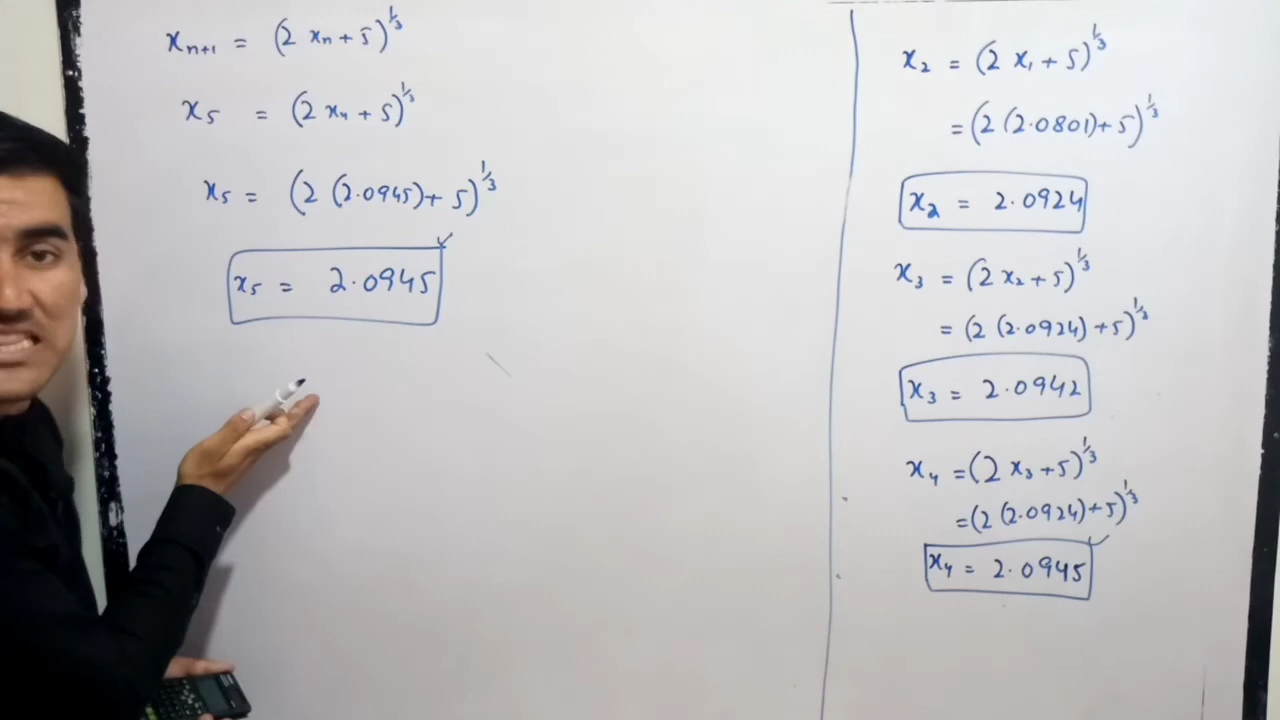 xₙ₊₁ = (2 xₙ + 5)^⅓
x₅ = (2 x₄ + 5)^⅓
x₅ = (2 (2.0945) + 5)^⅓
x₅ = 2.0945
x₂ = (2 x₁ + 5)^⅓
= (2 (2.0801) + 5)^⅓
x₂ = 2.0924
x₃ = (2 x₂ + 5)^⅓
= (2 (2.0924) + 5)^⅓
x₃ = 2.0942
x₄ = (2 x₃ + 5)^⅓
= (2 (2.0924) + 5)^⅓
x₄ = 2.0945